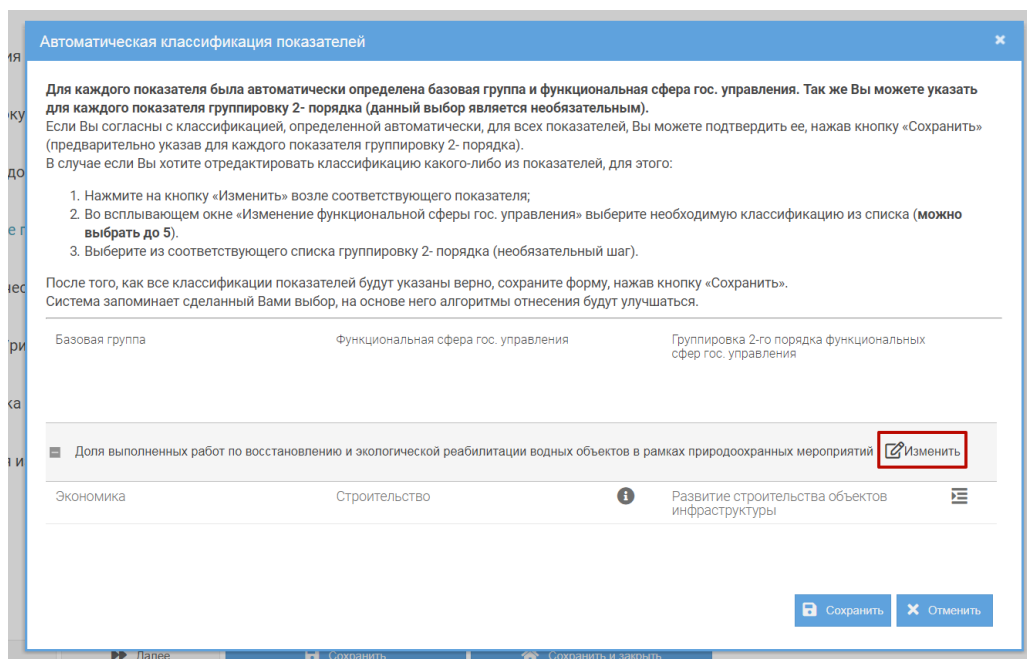 Автоматическая классификация показателей
ия
Для каждого показателя была автоматически определена базовая группа и функциональная сфера гос. управления. Так же Вы можете указать
для каждого показателя группировку 2- порядка (данный выбор является необязательным).
Если Вы согласны с классификацией, определенной автоматически, для всех показателей, Вы можете подтвердить ее, нажав кнопку «Сохранить»
(предварительно указав для каждого показателя группировку 2- порядка).
В случае если Вы хотите отредактировать классификацию какого-либо из показателей, для этого:
1. Нажмите на кнопку «Изменить» возле соответствующего показателя;
2. Во всплывающем окне «Изменение функциональной сферы гос. управления» выберите необходимую классификацию из списка (можно
выбрать до 5).
3. Выберите из соответствующего списка группировку 2- порядка (необязательный шаг).
После того, как все классификации показателей будут указаны верно, сохраните форму, нажав кнопку «Сохранить».
Система запоминает сделанный Вами выбор, на основе него алгоритмы отнесения будут улучшаться.
Базовая группа
Функциональная сфера гос. управления
Группировка 2-го порядка функциональных
сфер гос. управления
Доля выполненных работ по восстановлению и экологической реабилитации водных объектов в рамках природоохранных мероприятий
Изменить
Экономика
Строительство
Развитие строительства объектов
инфраструктуры
Сохранить
Отменить
Далее
Сохранить
Сохранить и закрыть